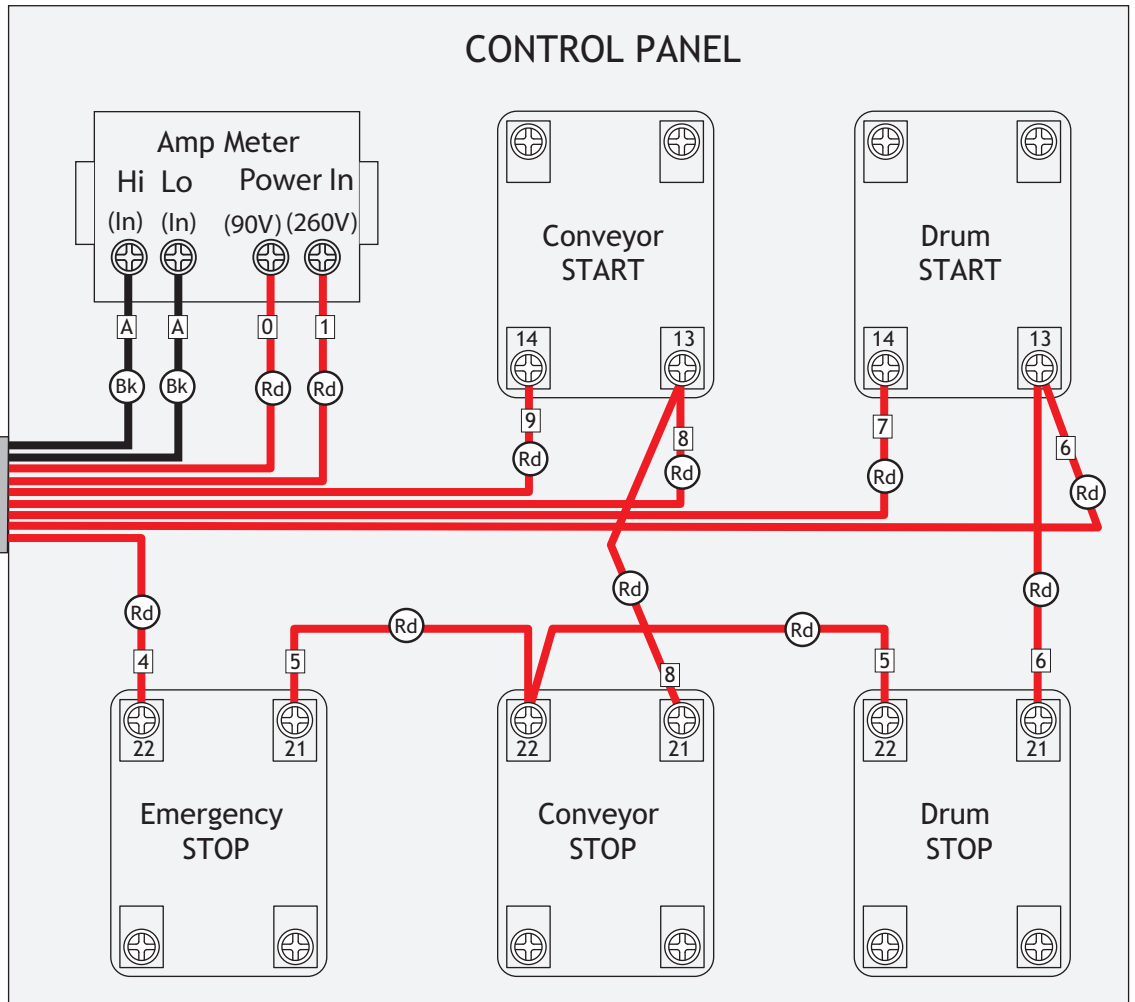 CONTROL PANEL
Amp Meter
Hi Lo Power In
(In) (In) (90V) (260V)
A A 0 1
Bk Bk Rd Rd
Conveyor
START
14 13
9 8
Rd Rd
Drum
START
14 13
7 6
Rd Rd
Rd Rd Rd Rd Rd
4 5 8 5 6
22 21
Emergency
STOP
22 21
Conveyor
STOP
22 21
Drum
STOP